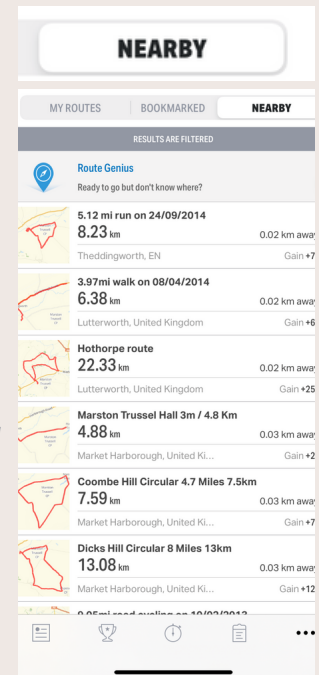 NEARBY
MY ROUTES BOOKMARKED NEARBY
RESULTS ARE FILTERED
Route Genius
Ready to go but don't know where?
5.12 mi run on 24/09/2014
8.23 km 0.02 km away
Theddingworth, EN Gain +7
3.97mi walk on 08/04/2014
6.38 km 0.02 km away
Lutterworth, United Kingdom Gain +6
Hothorpe route
22.33 km 0.02 km away
Lutterworth, United Kingdom Gain +25
Marston Trussel Hall 3m / 4.8 Km
4.88 km 0.03 km away
Market Harborough, United Ki... Gain +2
Coombe Hill Circular 4.7 Miles 7.5km
7.59 km 0.03 km away
Market Harborough, United Ki... Gain +7
Dicks Hill Circular 8 Miles 13km
13.08 km 0.03 km away
Market Harborough, United Ki... Gain +12